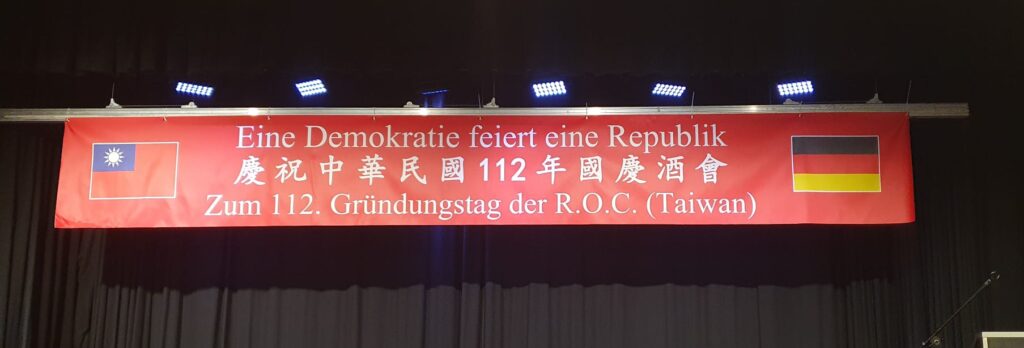 Eine Demokratie feiert eine Republik
慶祝中華民國112年國慶酒會
Zum 112. Gründungstag der R.O.C. (Taiwan)